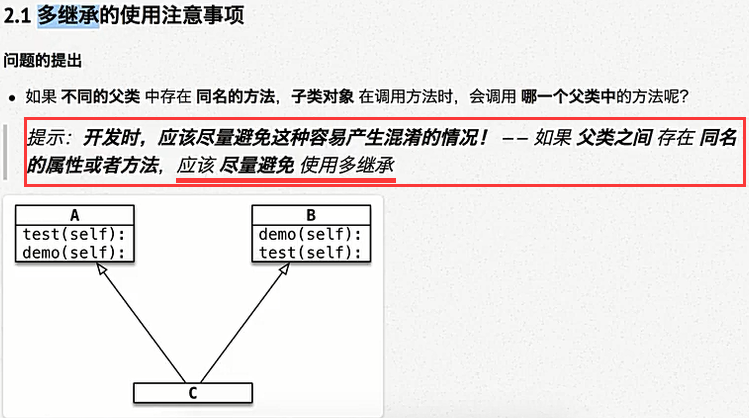 2.1 多继承的使用注意事项
问题的提出
• 如果 不同的父类 中存在 同名的方法，子类对象 在调用方法时，会调用 哪一个父类中的方法呢？
提示：开发时，应该尽量避免这种容易产生混淆的情况！ —— 如果 父类之间 存在 同名
的属性或者方法，应该 尽量避免 使用多继承
A
test(self):
demo(self):
B
demo(self):
test(self):
C